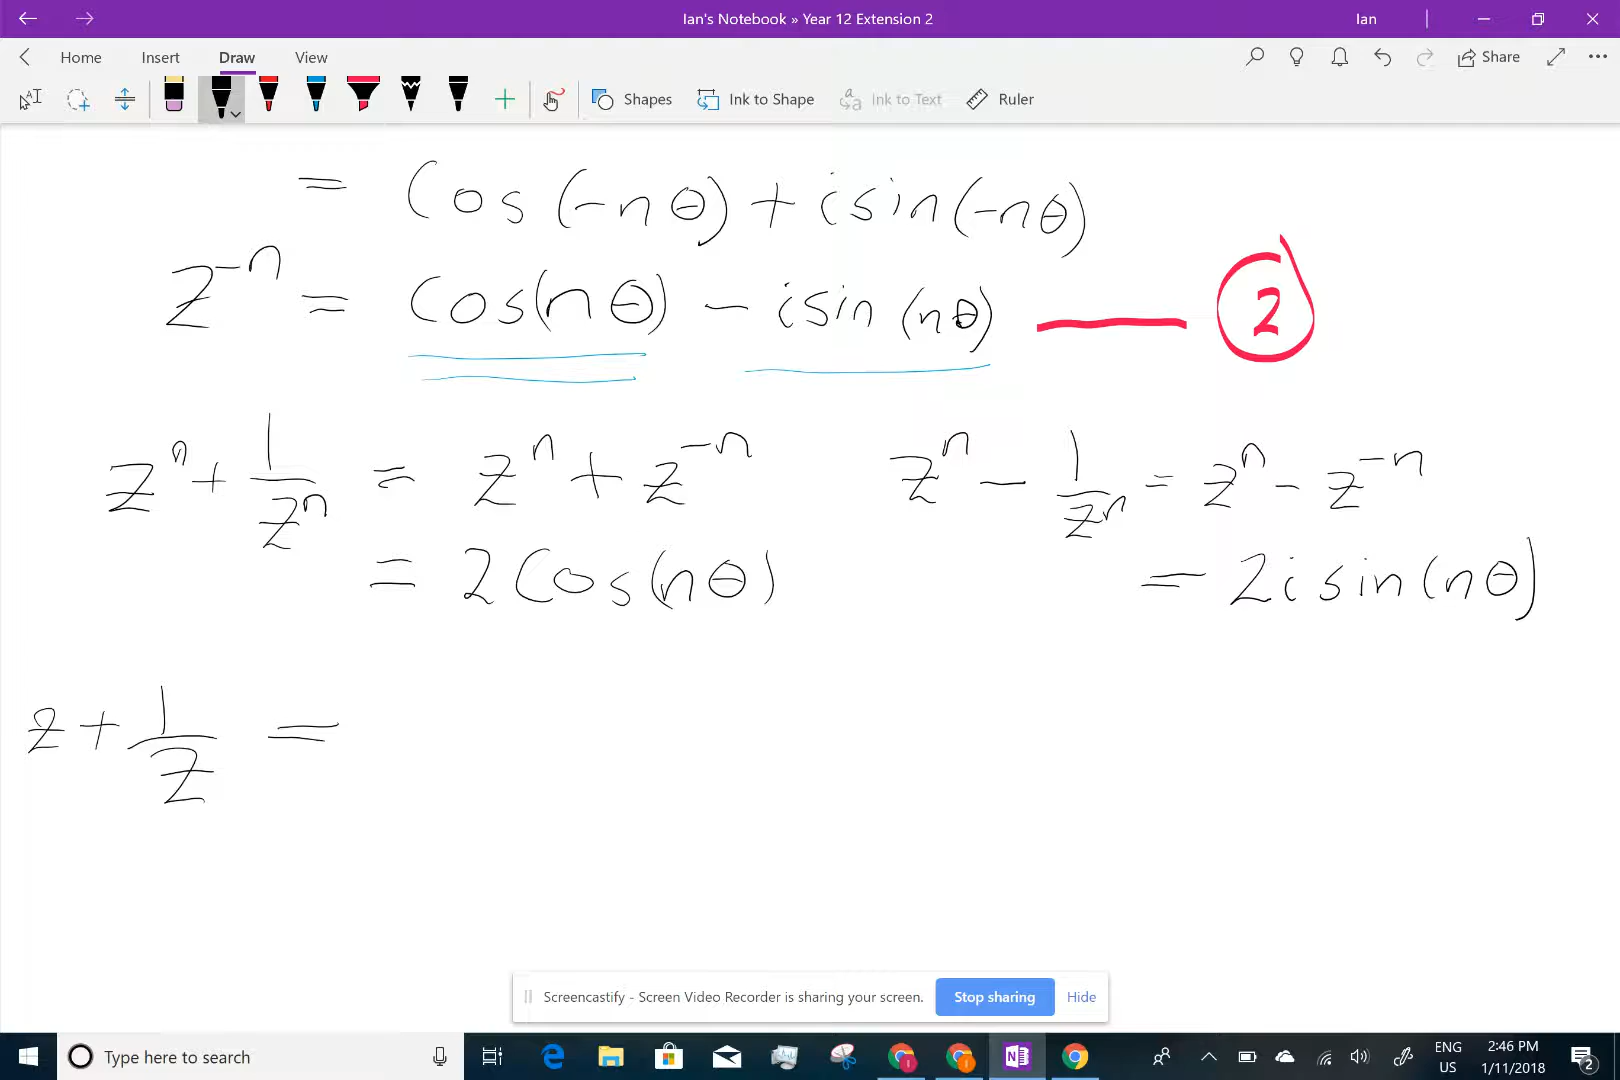 Ian's Notebook » Year 12 Extension 2
Ian
Home Insert Draw View
Share
Shapes Ink to Shape Ink to Text Ruler
= Cos(-nθ) + isin(-nθ)
z^{-n} = Cos(nθ) - isin(nθ) —— ②
z^n + 1/z^n = z^n + z^{-n}
= 2Cos(nθ)
z^n - 1/z^n = z^n - z^{-n}
= 2isin(nθ)
z + 1/z =
Screencastify - Screen Video Recorder is sharing your screen. Stop sharing Hide
Type here to search
ENG
US
2:46 PM
1/11/2018
2